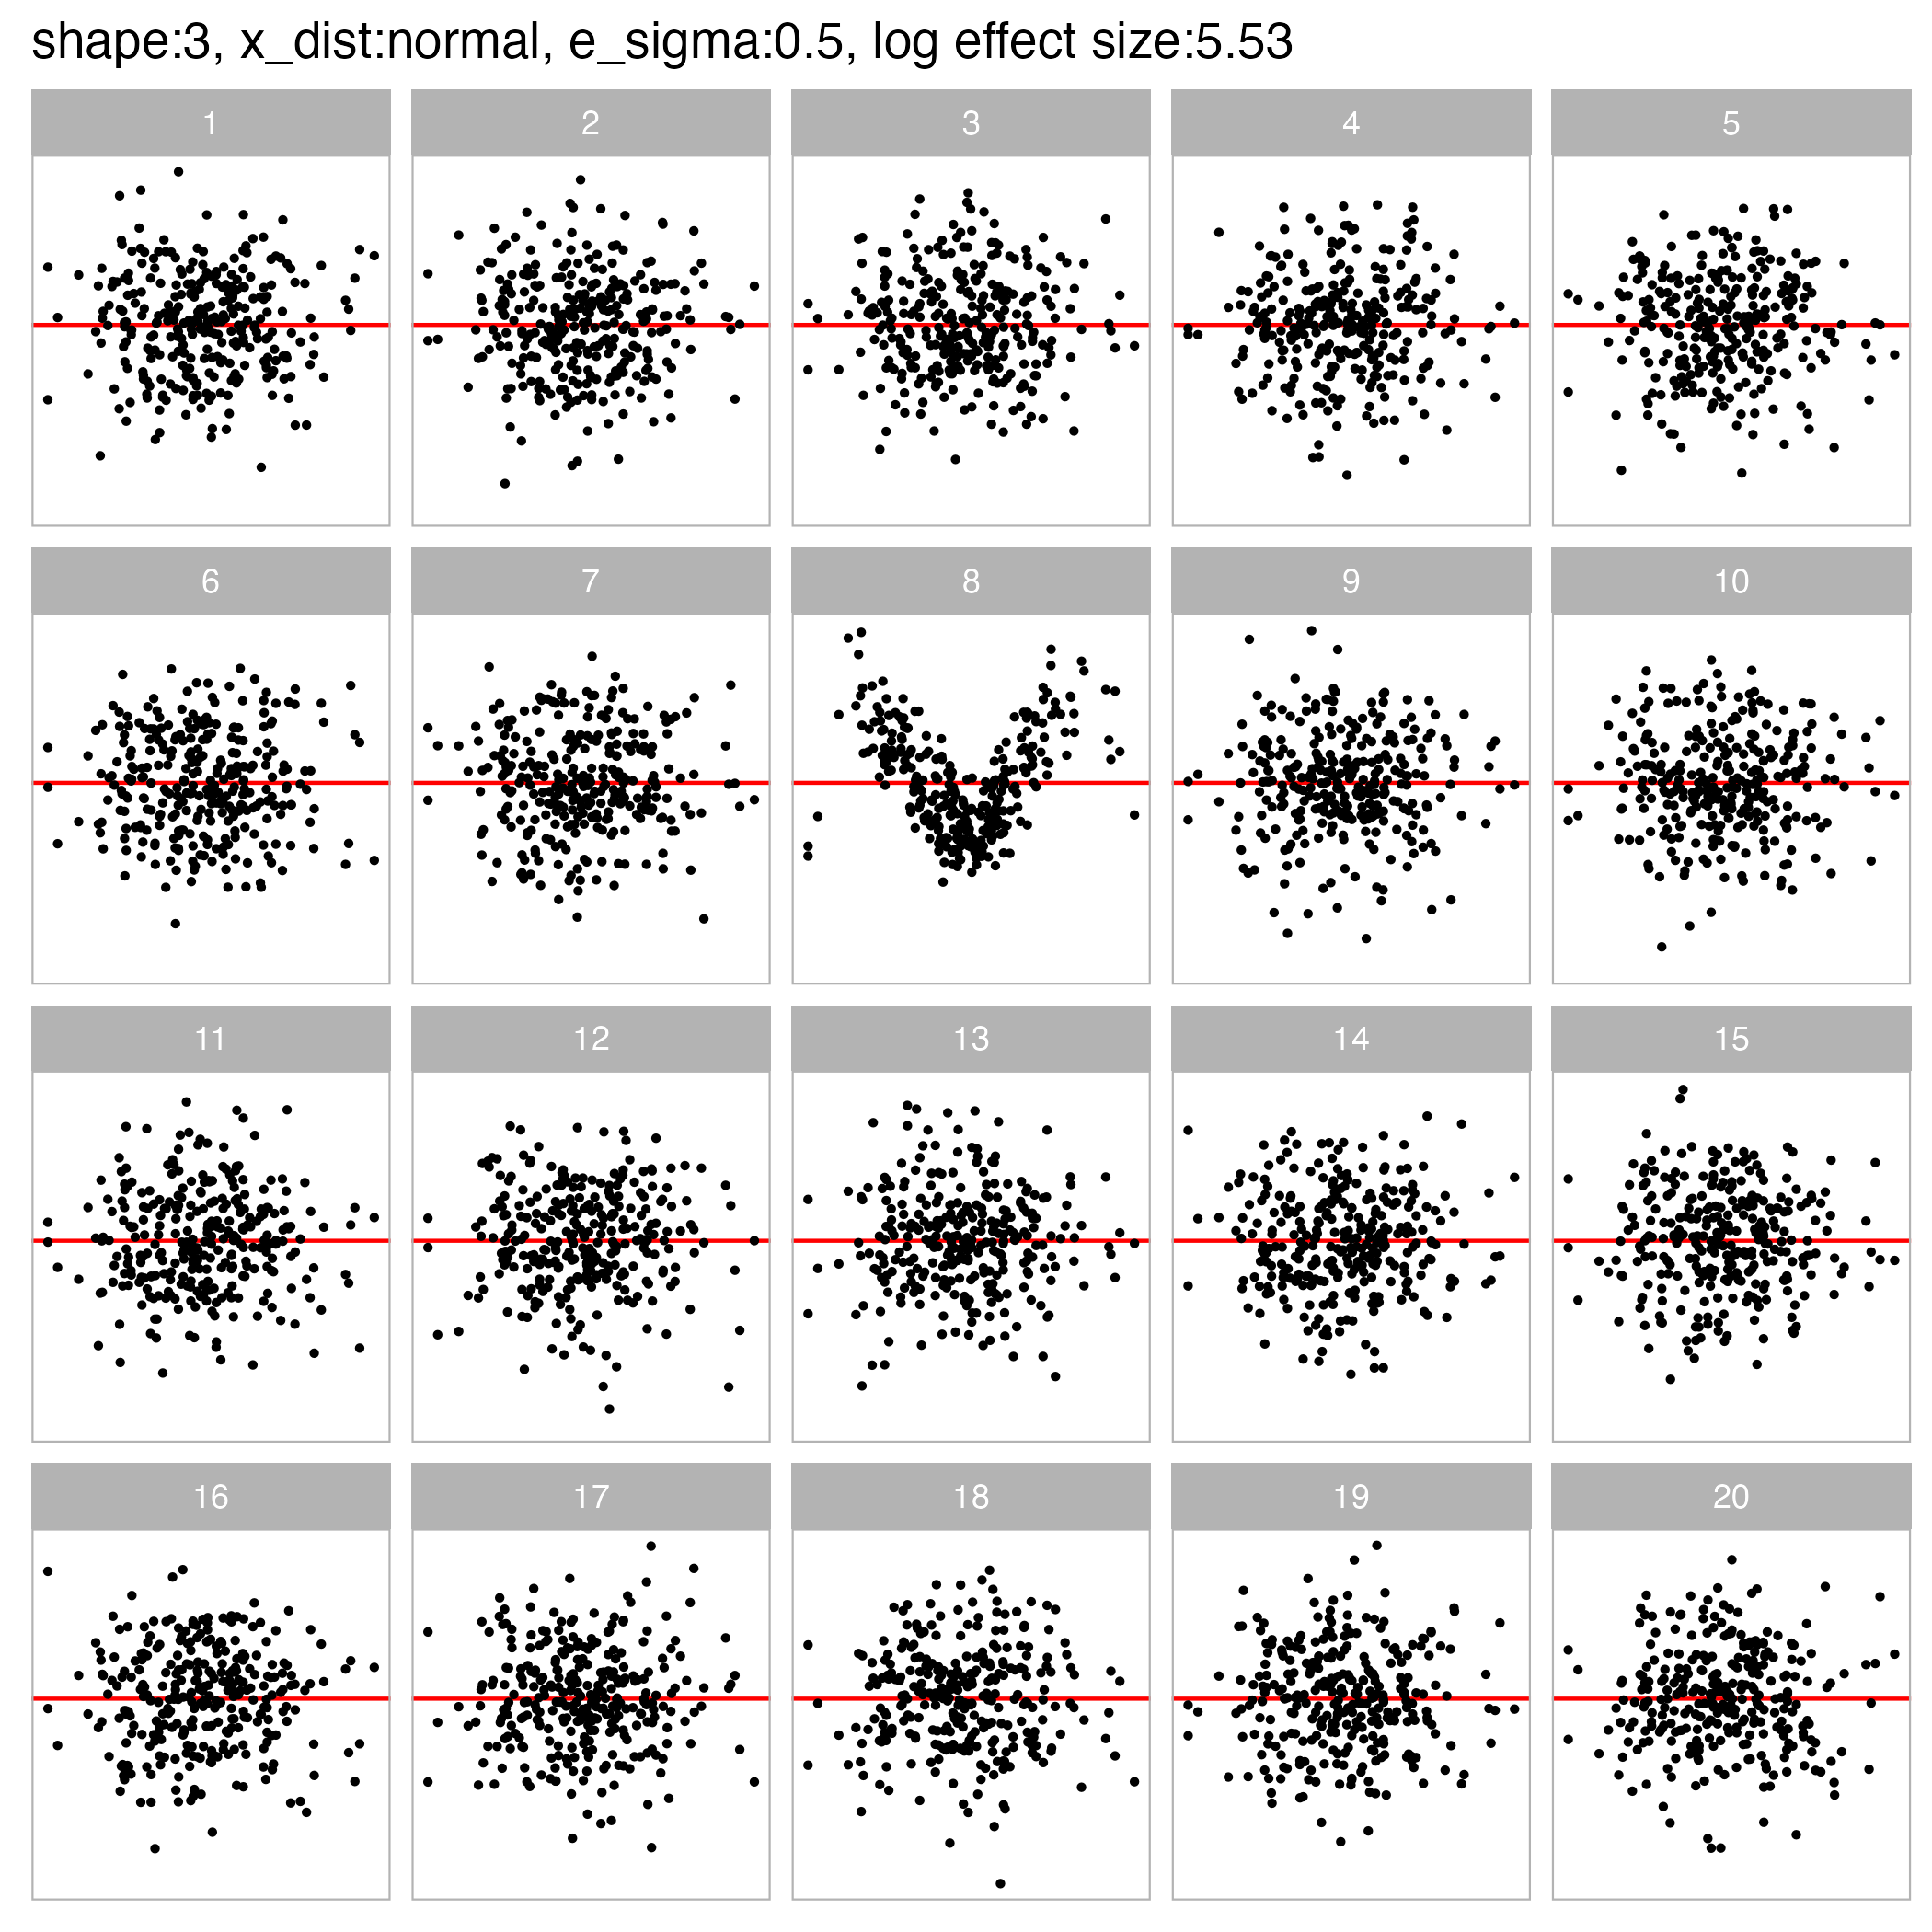 shape:3, x_dist:normal, e_sigma:0.5, log effect size:5.53
1 2 3 4 5
6 7 8 9 10
11 12 13 14 15
16 17 18 19 20